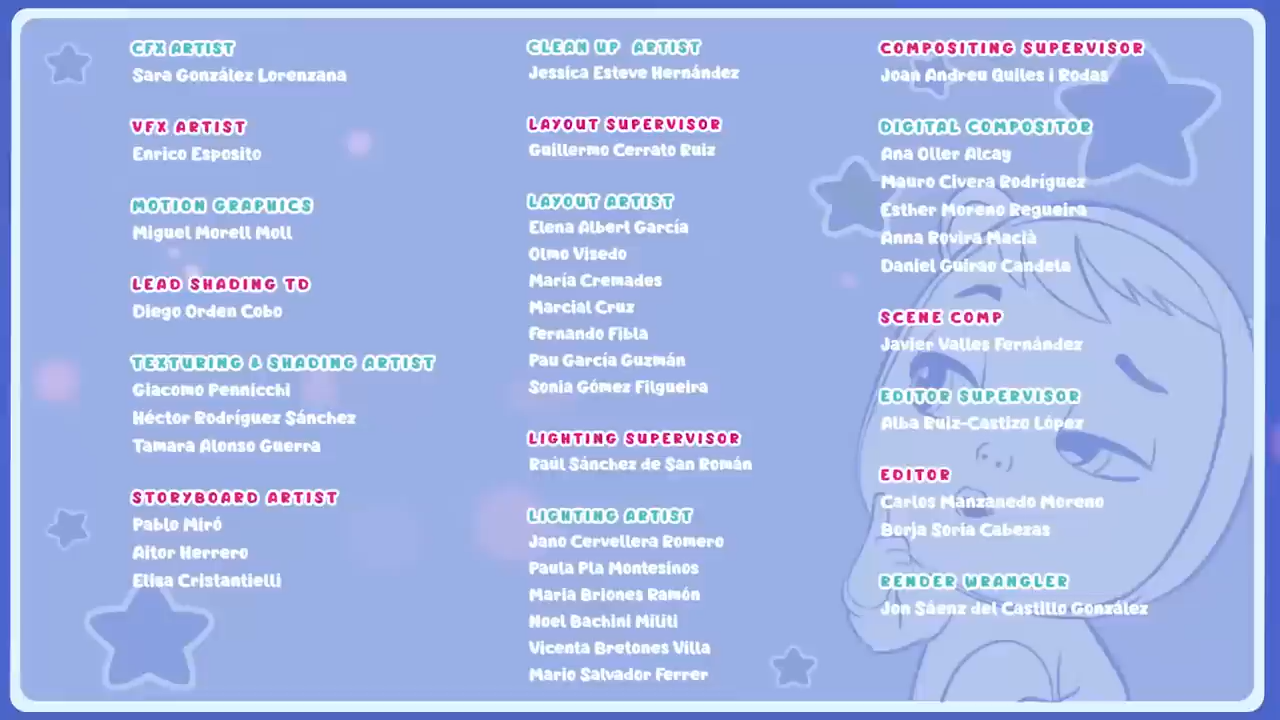 CFX ARTIST
Sara González Lorenzana
VFX ARTIST
Enrico Esposito
MOTION GRAPHICS
Miguel Morell Moll
LEAD SHADING TD
Diego Orden Cobo
TEXTURING & SHADING ARTIST
Giacomo Pennicchi
Héctor Rodríguez Sánchez
Tamara Alonso Guerra
STORYBOARD ARTIST
Pablo Miró
Aitor Herrero
Elisa Cristantielli
CLEAN UP ARTIST
Jessica Esteve Hernández
LAYOUT SUPERVISOR
Guillermo Cerrato Ruiz
LAYOUT ARTIST
Elena Albert García
Olmo Visedo
María Cremades
Marcial Cruz
Fernando Fibla
Pau García Guzmán
Sonia Gómez Filgueira
LIGHTING SUPERVISOR
Raúl Sánchez de San Román
LIGHTING ARTIST
Jano Cervellera Romero
Paula Pla Montesinos
Maria Briones Ramón
Noel Bachini Militi
Vicenta Bretones Villa
Mario Salvador Ferrer
COMPOSITING SUPERVISOR
Joan Andreu Quiles i Rodas
DIGITAL COMPOSITOR
Ana Oller Alcay
Mauro Civera Rodríguez
Esther Moreno Regueira
Anna Rovira Macià
Daniel Guirao Candela
SCENE COMP
Javier Valles Fernández
EDITOR SUPERVISOR
Alba Ruiz-Castizo López
EDITOR
Carlos Manzanedo Moreno
Borja Soria Cabezas
RENDER WRANGLER
Jon Sáenz del Castillo González